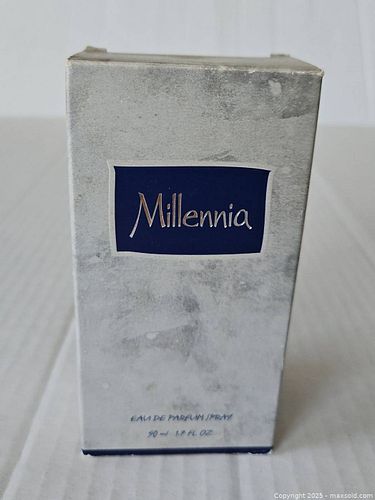 Millennia
EAU DE PARFUM SPRAY
50 ml 1.7 FL OZ
Copyright © 2025 - maxsold.com